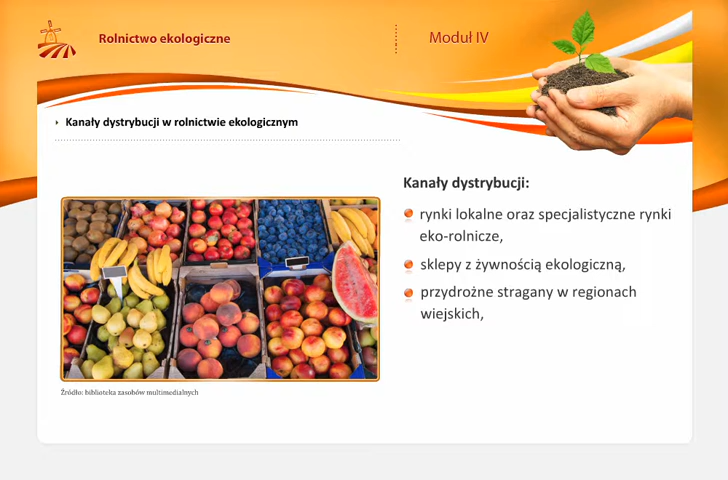 Rolnictwo ekologiczne
Moduł IV
Kanały dystrybucji w rolnictwie ekologicznym
Kanały dystrybucji:
rynki lokalne oraz specjalistyczne rynki
eko-rolnicze,
sklepy z żywnością ekologiczną,
przydrożne stragany w regionach
wiejskich,
Źródło: biblioteka zasobów multimedialnych